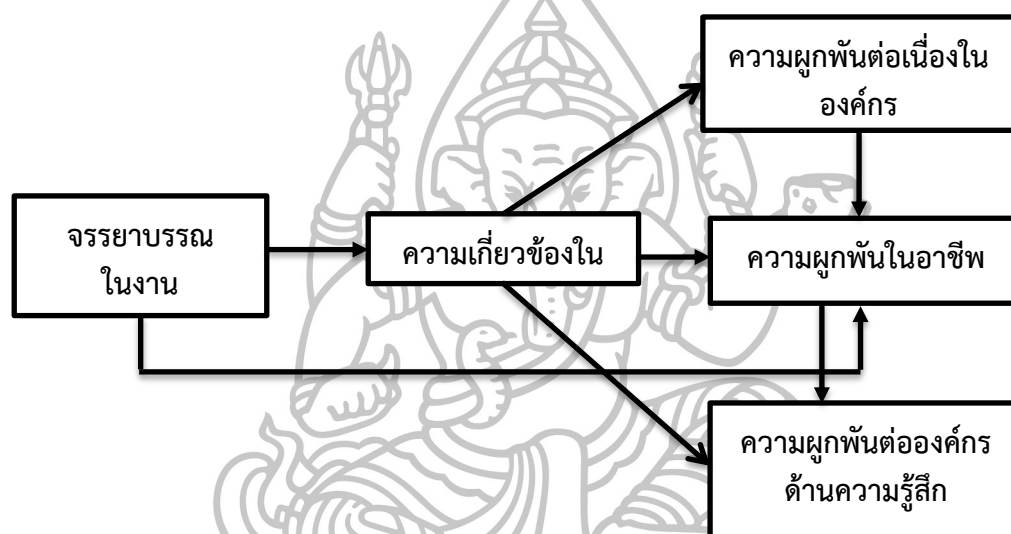 ความผูกพันต่อเนื่องใน
องค์กร
จรรยาบรรณ
ในงาน
ความเกี่ยวข้องใน
ความผูกพันในอาชีพ
ความผูกพันต่อองค์กร
ด้านความรู้สึก